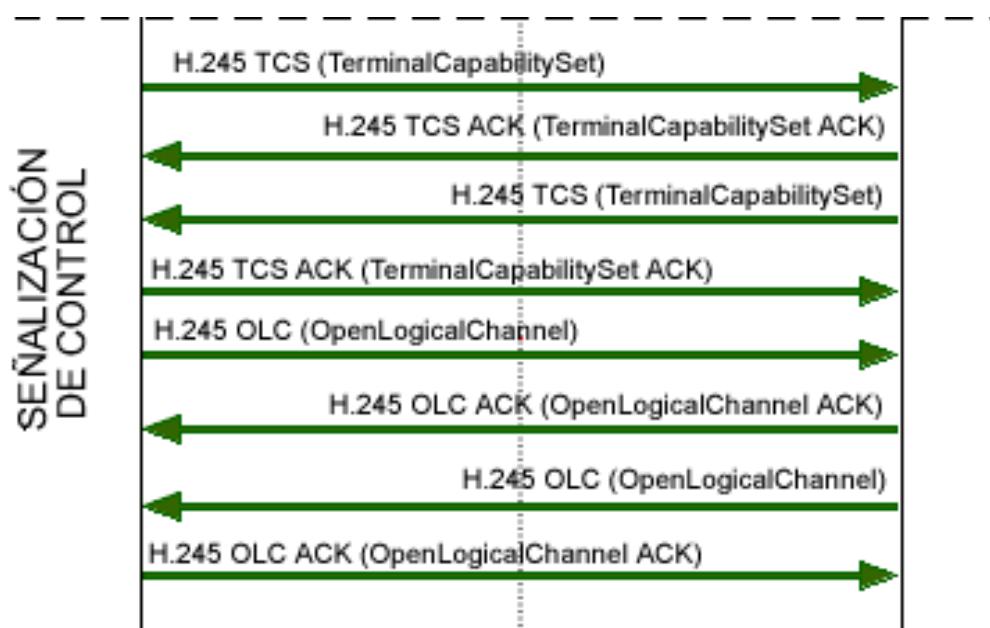 SEÑALIZACIÓN
DE CONTROL
H.245 TCS (TerminalCapabilitySet)
H.245 TCS ACK (TerminalCapabilitySet ACK)
H.245 TCS (TerminalCapabilitySet)
H.245 TCS ACK (TerminalCapabilitySet ACK)
H.245 OLC (OpenLogicalChannel)
H.245 OLC ACK (OpenLogicalChannel ACK)
H.245 OLC (OpenLogicalChannel)
H.245 OLC ACK (OpenLogicalChannel ACK)